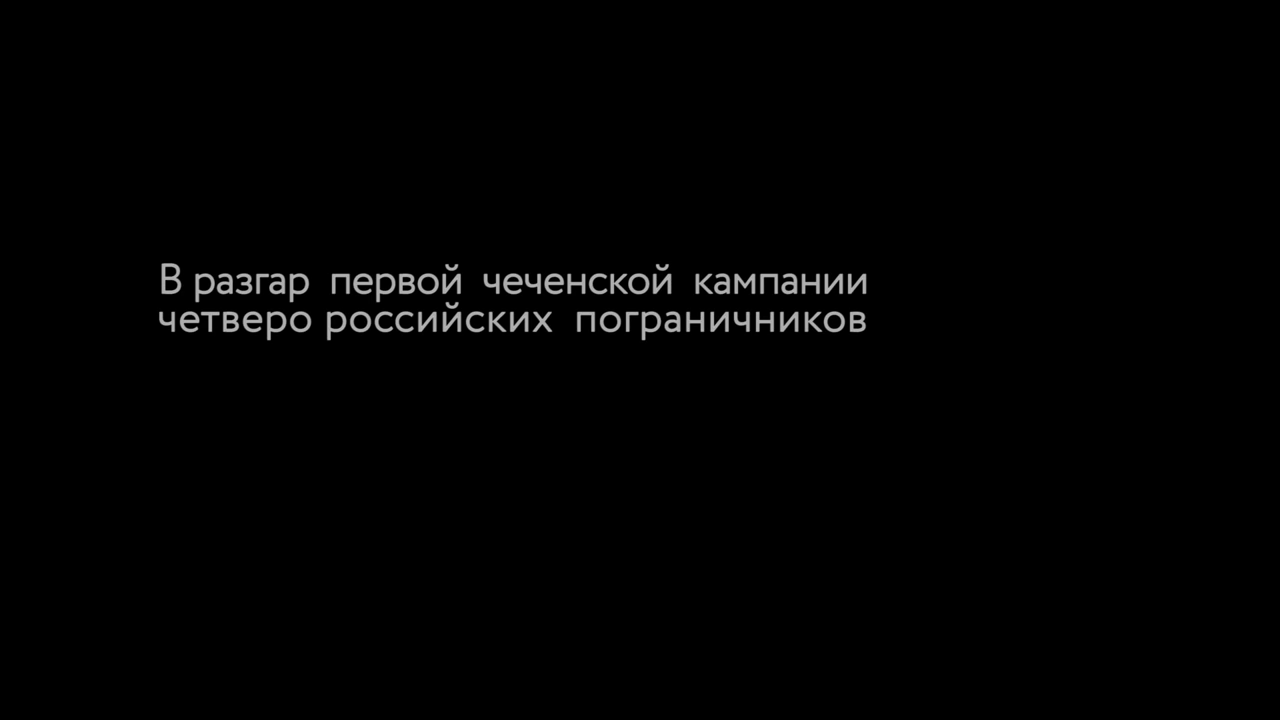 В разгар первой чеченской кампании
четверо российских пограничников